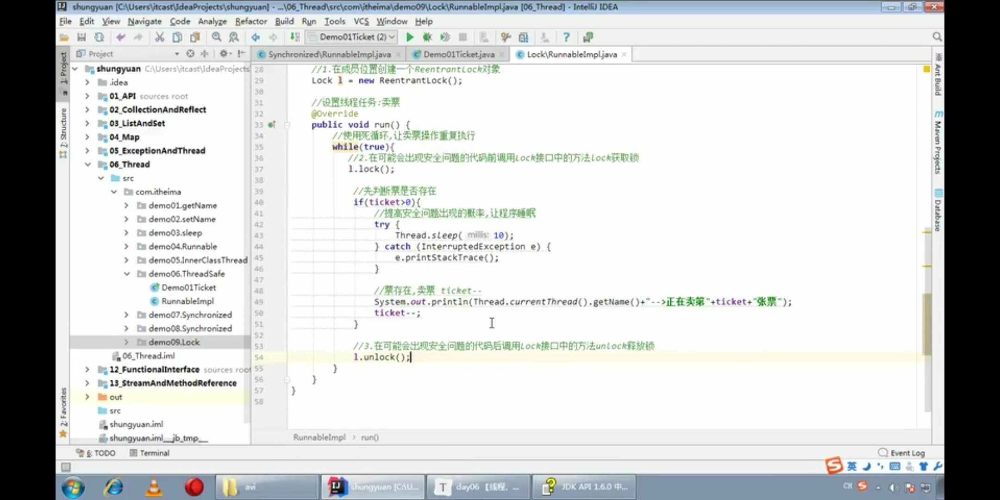 shungyuan [C:\Users\itcast\IdeaProjects\shungyuan] - ...\06_Thread\src\com\itheima\demo09\Lock\RunnableImpl.java [06_Thread] - IntelliJ IDEA
File Edit View Navigate Code Analyze Refactor Build Run Tools VCS Window Help
Demo01Ticket (2)
Project
Synchronized\RunnableImpl.java
Demo01Ticket.java
Lock\RunnableImpl.java
1: Project
Z: Structure
2: Favorites
shungyuan C:\Users\itcast\IdeaProjects
.idea
01_API sources root
02_CollectionAndReflect
03_ListAndSet
04_Map
05_ExceptionAndThread
06_Thread
src
com.itheima
demo01.getName
demo02.setName
demo03.sleep
demo04.Runnable
demo05.InnerClassThread
demo06.ThreadSafe
Demo01Ticket
RunnableImpl
demo07.Synchronized
demo08.Synchronized
demo09.Lock
06_Thread.iml
12_FunctionalInterface sources root
13_StreamAndMethodReference
out
src
shungyuan.iml
shungyuan.iml__jb_tmp__
28 //1.在成员位置创建一个ReentrantLock对象
29 Lock l = new ReentrantLock();
30
31 //设置线程任务:卖票
32 @Override
33 public void run() {
34 //使用死循环,让卖票操作重复执行
35 while(true){
36 //2.在可能会出现安全问题的代码前调用Lock接口中的方法lock获取锁
37 l.lock();
38
39 //先判断票是否存在
40 if(ticket>0){
41 //提高安全问题出现的概率,让程序睡眠
42 try {
43 Thread.sleep( millis: 10);
44 } catch (InterruptedException e) {
45 e.printStackTrace();
46 }
47
48 //票存在,卖票 ticket--
49 System.out.println(Thread.currentThread().getName()+"-->正在卖第"+ticket+"张票");
50 ticket--;
51 }
52
53 //3.在可能会出现安全问题的代码后调用Lock接口中的方法unlock释放锁
54 l.unlock();
55 }
56 }
57 }
58
RunnableImpl › run()
Ant Build
Maven Projects
Database
6: TODO
Terminal
Event Log
英
avi
shungyuan [C:\U...
day06 【线程、...
JDK API 1.6.0 中...
CH